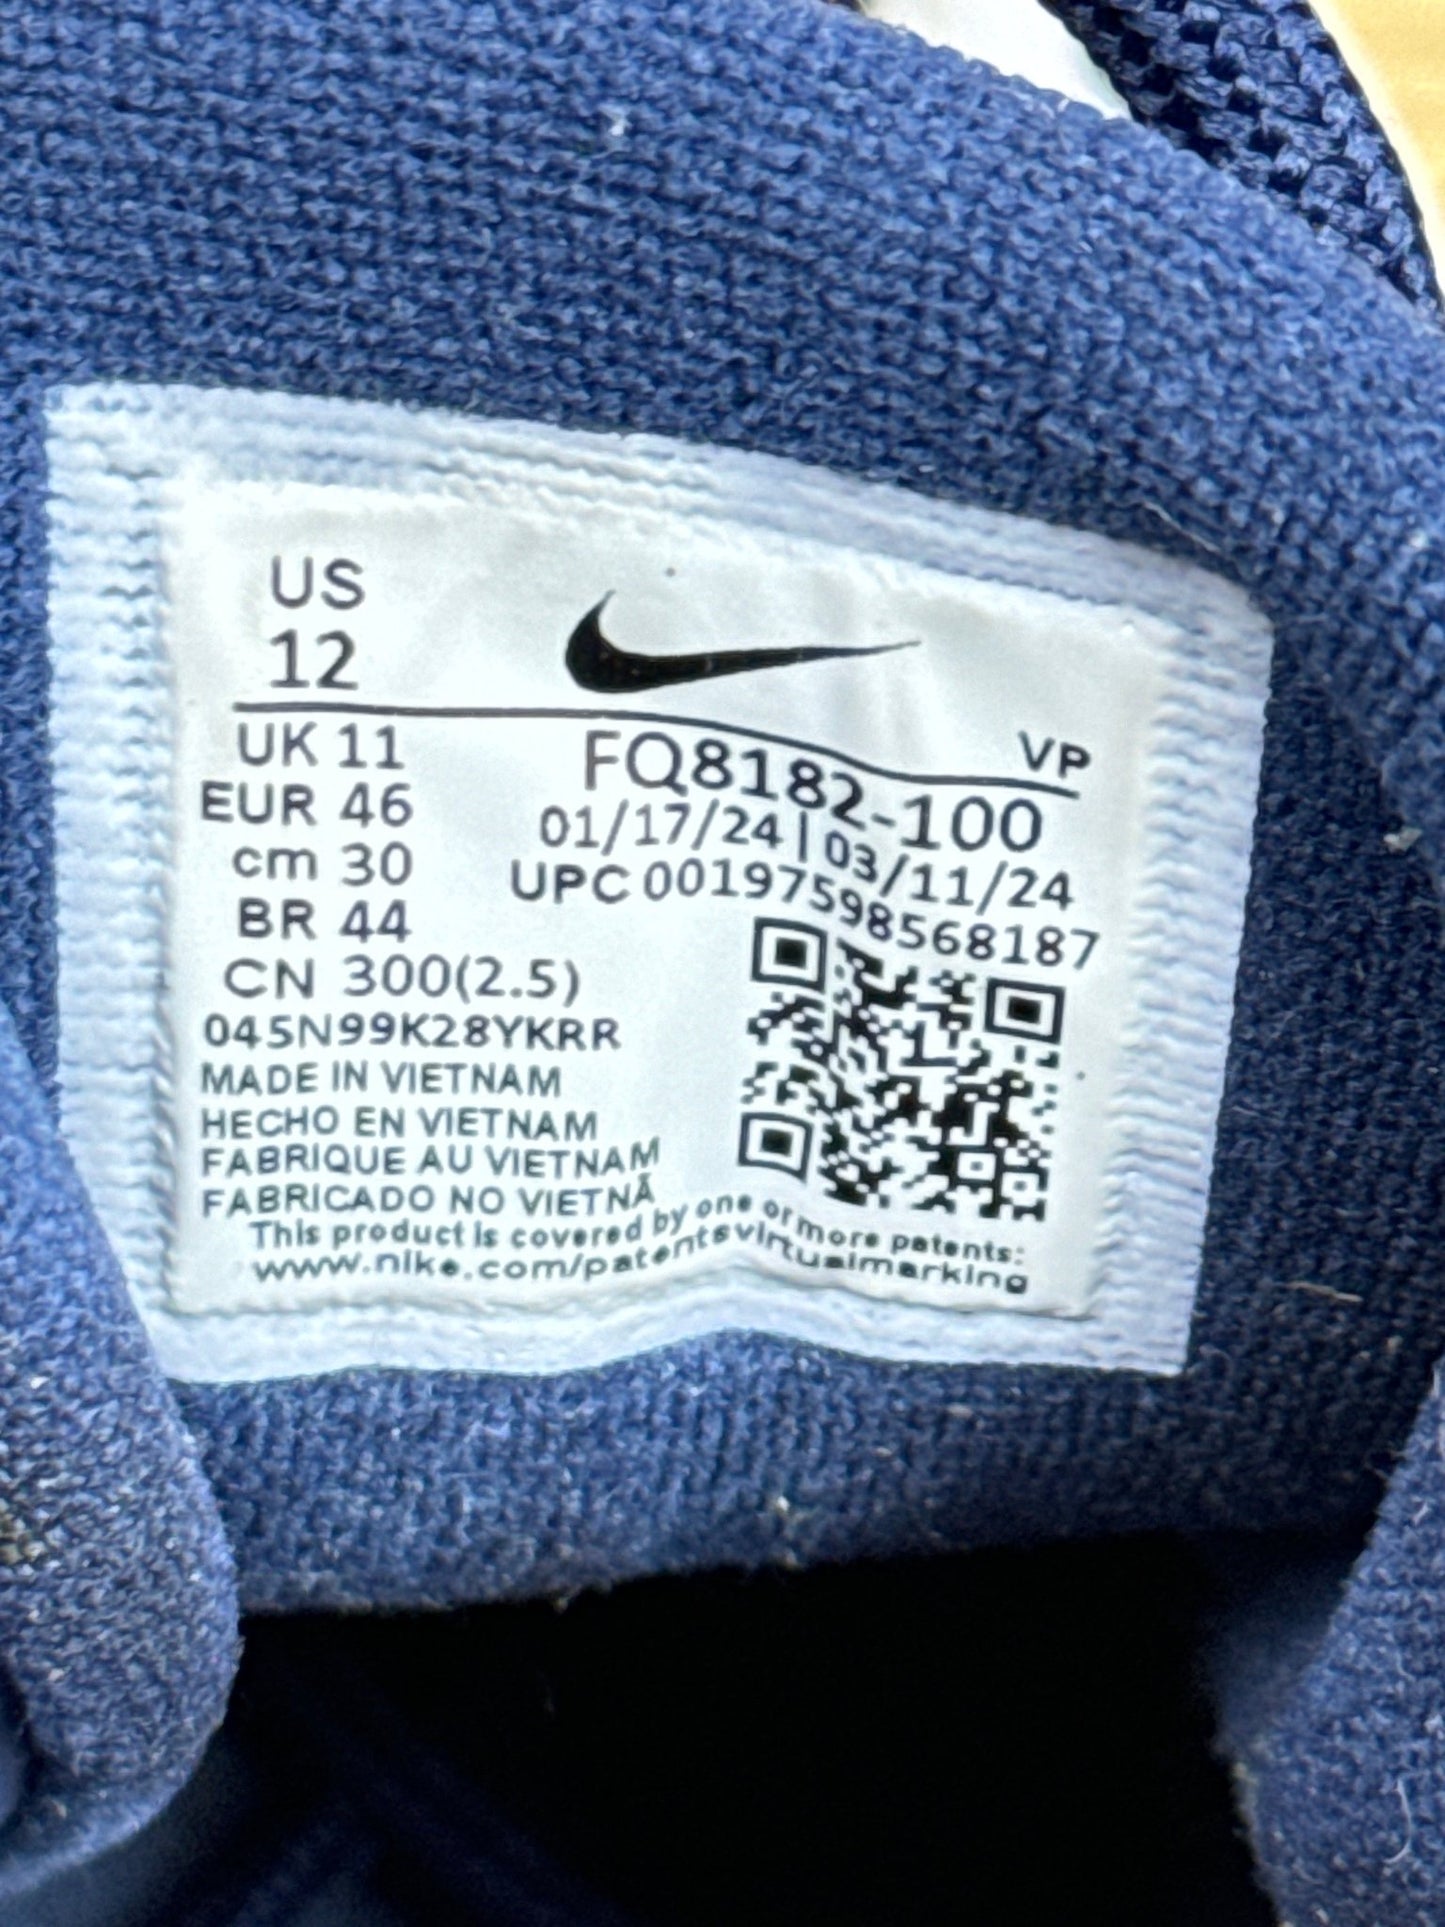 US
12
UK 11
EUR 46
cm 30
BR 44
CN 300(2.5)
VP
FQ8182-100
01/17/24 | 03/11/24
UPC 00197598568187
045N99K28YKRR
MADE IN VIETNAM
HECHO EN VIETNAM
FABRIQUE AU VIETNAM
FABRICADO NO VIETNÃ
This product is covered by one or more patents:
www.nike.com/patentsvirtualmarking